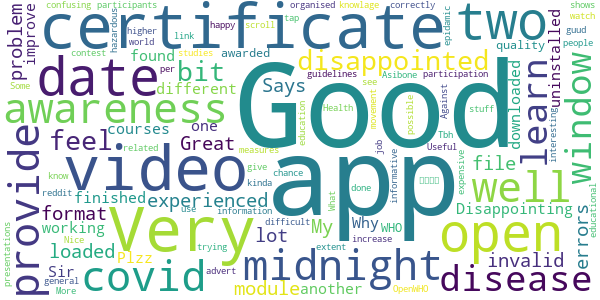 confusing participants
scroll
organised
knowlage
happy
tap
correctly
shows
problem
improve
hazardous
epidemic
higher
world
link
studies
contest
Some
certificate
two
watch
people
guud
date
bit
found
per
awarded
disappointed
quality
uninstalled
interesting
guidelines
participation
awareness
different
Says
Asibone
see
Against
downloaded
learn
window
Good
app
feel
courses
one
Great
education
Health
movement
possible
stuff
Tbh
Useful
job
provide
video
related
measures
well
file
know
finished
experienced
give
kinda
chance
What
done
informative
expensive
educational
format
reddit
Very
My
Why
WHO
Disappointing
open
errors
working
use
information
lot
difficult
extent
Nice
Sir
loaded
Plzz
trying
increase
invalid
presentations
general
More
covid
midnight
module
another
advert
OpenWHO
disease